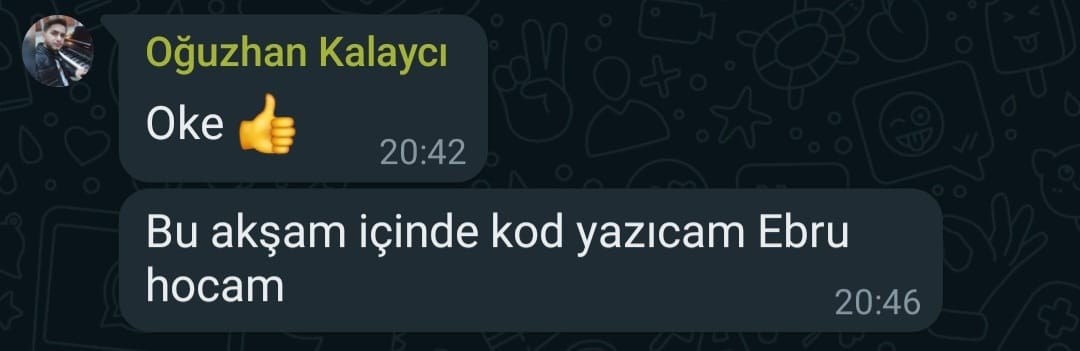 Oğuzhan Kalaycı
Oke 👍
20:42
Bu akşam içinde kod yazıcam Ebru
hocam
20:46